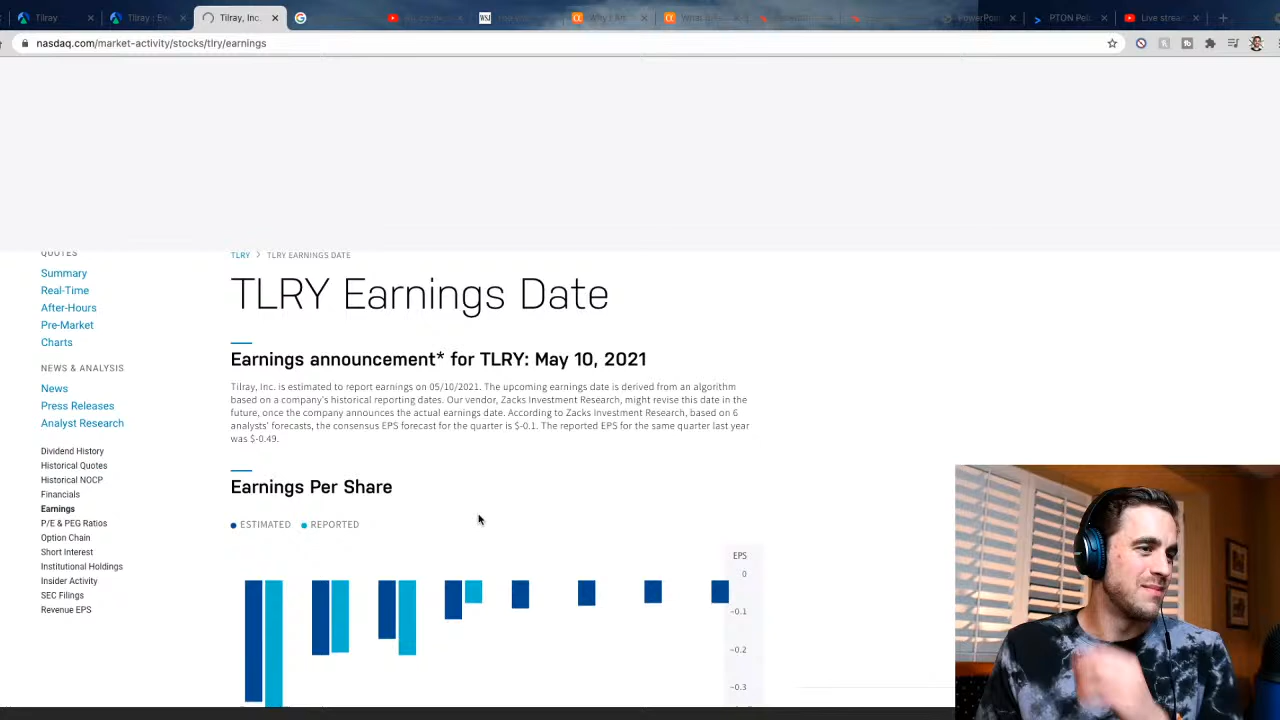 Tilray
Tilray : Ev
Tilray, Inc.
WSJ
PowerPoi
PTON Pel
Live strea
nasdaq.com/market-activity/stocks/tlry/earnings
QUOTES
Summary
Real-Time
After-Hours
Pre-Market
Charts
NEWS & ANALYSIS
News
Press Releases
Analyst Research
Dividend History
Historical Quotes
Historical NOCP
Financials
Earnings
P/E & PEG Ratios
Option Chain
Short Interest
Institutional Holdings
Insider Activity
SEC Filings
Revenue EPS
TLRY > TLRY EARNINGS DATE
TLRY Earnings Date
Earnings announcement* for TLRY: May 10, 2021
Tilray, Inc. is estimated to report earnings on 05/10/2021. The upcoming earnings date is derived from an algorithm
based on a company's historical reporting dates. Our vendor, Zacks Investment Research, might revise this date in the
future, once the company announces the actual earnings date. According to Zacks Investment Research, based on 6
analysts' forecasts, the consensus EPS forecast for the quarter is $-0.1. The reported EPS for the same quarter last year
was $-0.49.
Earnings Per Share
ESTIMATED REPORTED
EPS
0
−0.1
−0.2
−0.3